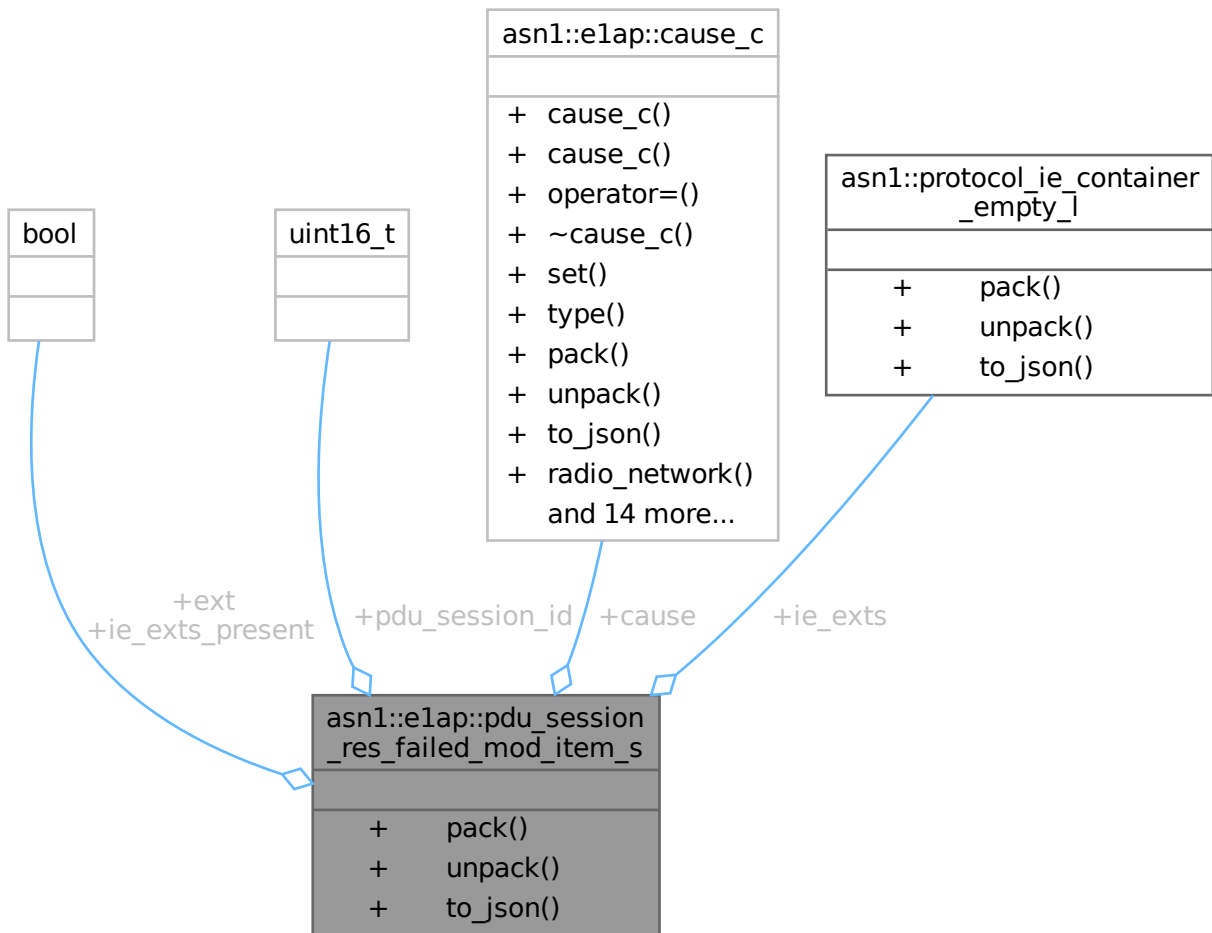 asn1::e1ap::cause_c
+ cause_c()
+ cause_c()
+ operator=()
+ ~cause_c()
+ set()
+ type()
+ pack()
+ unpack()
+ to_json()
+ radio_network()
and 14 more...
asn1::protocol_ie_container
_empty_l
+ pack()
+ unpack()
+ to_json()
bool
uint16_t
+ext
+ie_exts_present
+pdu_session_id
+cause
+ie_exts
asn1::e1ap::pdu_session
_res_failed_mod_item_s
+ pack()
+ unpack()
+ to_json()